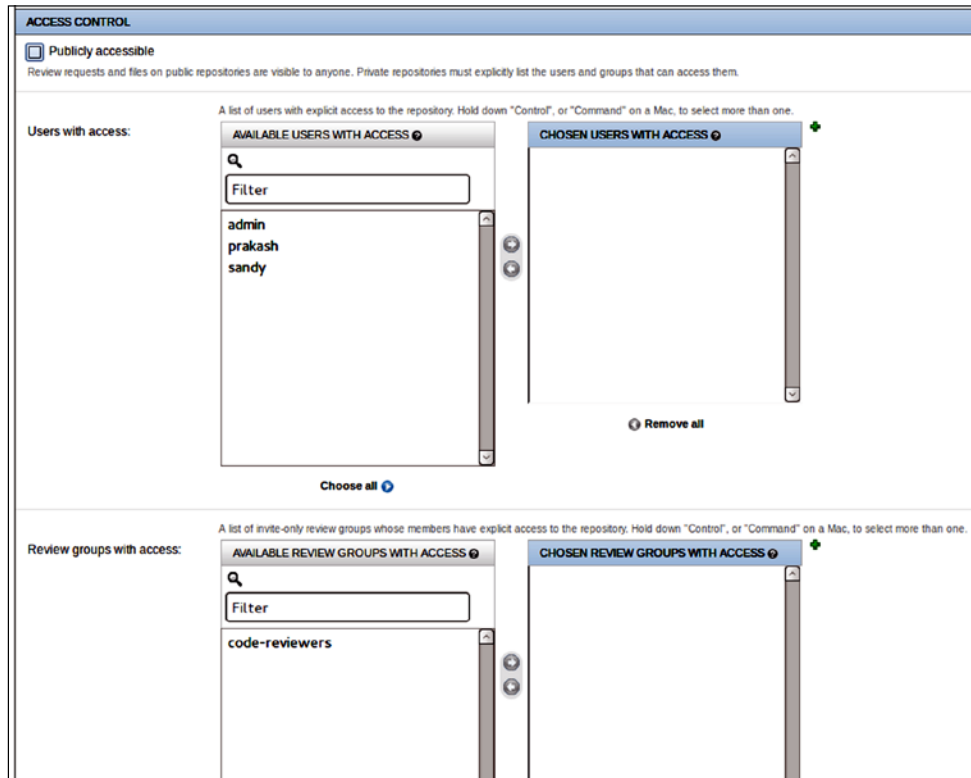 ACCESS CONTROL
Publicly accessible
Review requests and files on public repositories are visible to anyone. Private repositories must explicitly list the users and groups that can access them.
A list of users with explicit access to the repository. Hold down "Control", or "Command" on a Mac, to select more than one.
Users with access:
AVAILABLE USERS WITH ACCESS
CHOSEN USERS WITH ACCESS
Filter
admin
prakash
sandy
Remove all
Choose all
A list of invite-only review groups whose members have explicit access to the repository. Hold down "Control", or "Command" on a Mac, to select more than one.
Review groups with access:
AVAILABLE REVIEW GROUPS WITH ACCESS
CHOSEN REVIEW GROUPS WITH ACCESS
Filter
code-reviewers